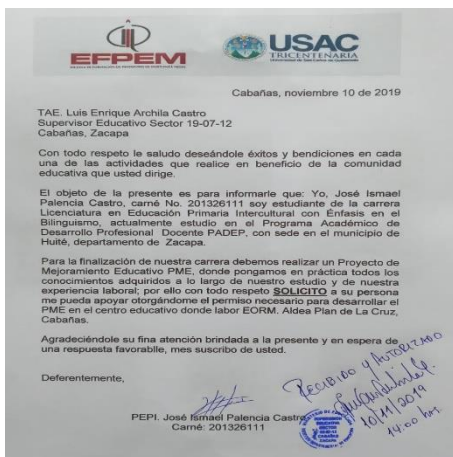 EFPEM
USAC
TRICENTENARIA
Universidad de San Carlos de Guatemala
Cabañas, noviembre 10 de 2019
TAE. Luis Enrique Archila Castro
Supervisor Educativo Sector 19-07-12
Cabañas, Zacapa
Con todo respeto le saludo deseándole éxitos y bendiciones en cada
una de las actividades que realice en beneficio de la comunidad
educativa que usted dirige.
El objeto de la presente es para informarle que: Yo, José Ismael
Palencia Castro, carné No. 201326111 soy estudiante de la carrera
Licenciatura en Educación Primaria Intercultural con Énfasis en el
Bilingüismo, actualmente estudio en el Programa Académico de
Desarrollo Profesional Docente PADEP, con sede en el municipio de
Huité, departamento de Zacapa.
Para la finalización de nuestra carrera debemos realizar un Proyecto de
Mejoramiento Educativo PME, donde pongamos en práctica todos los
conocimientos adquiridos a lo largo de nuestro estudio y de nuestra
experiencia laboral; por ello con todo respeto SOLICITO a su persona
me pueda apoyar otorgándome el permiso necesario para desarrollar el
PME en el centro educativo donde labor EORM. Aldea Plan de La Cruz,
Cabañas.
Agradeciéndole su fina atención brindada a la presente y en espera de
una respuesta favorable, mes suscribo de usted.
Deferentemente,
RECIBIDO y AUTORIZADO
10/11/2019
14:00 hrs.
PEPI. José Ismael Palencia Castro
Carné: 201326111